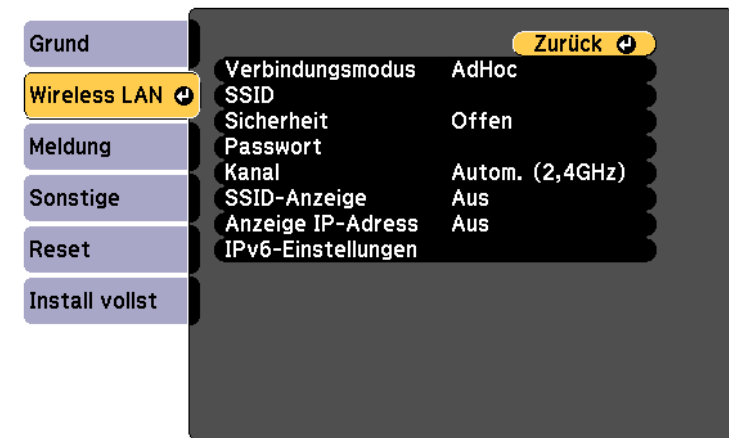 Grund
Wireless LAN
Meldung
Sonstige
Reset
Install vollst
Zurück
Verbindungsmodus AdHoc
SSID
Sicherheit Offen
Passwort
Kanal Autom. (2,4GHz)
SSID-Anzeige Aus
Anzeige IP-Adress Aus
IPv6-Einstellungen